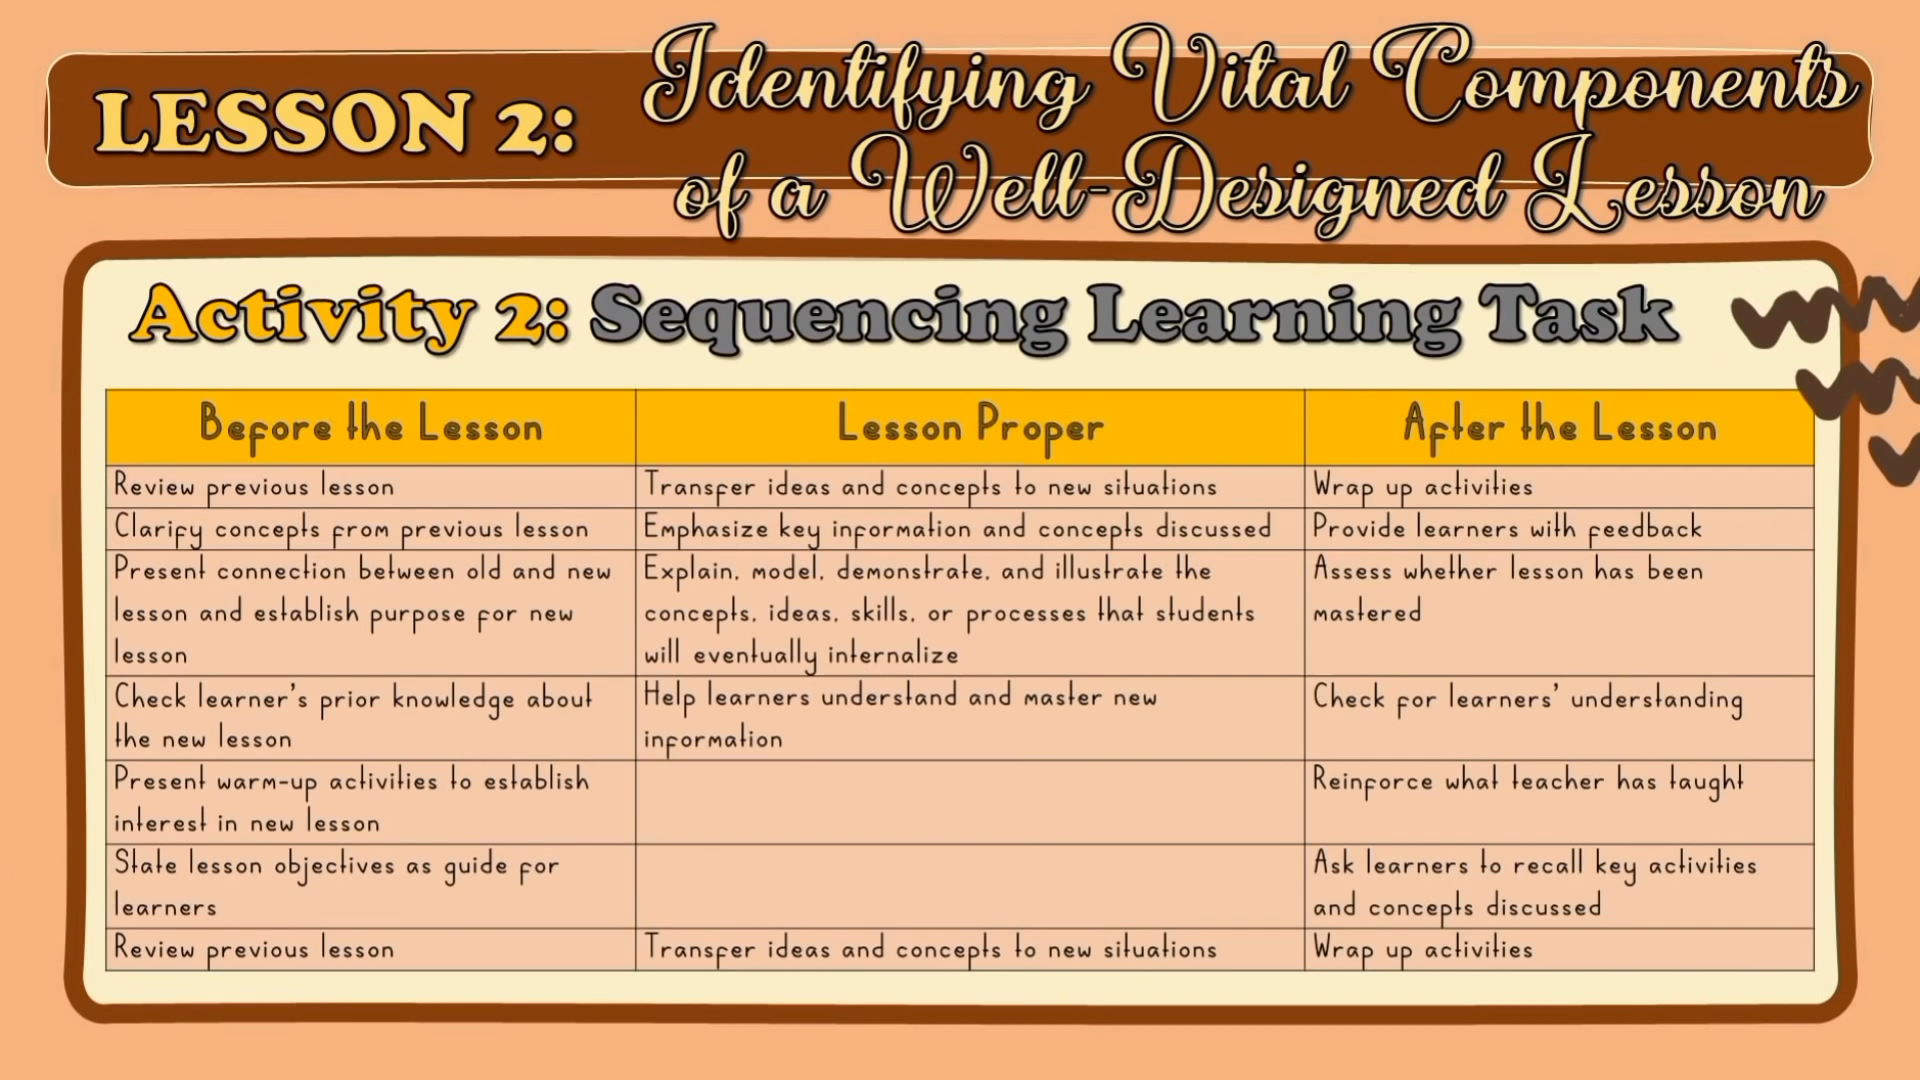 LESSON 2:
Identifying Vital Components
of a Well-Designed Lesson
Activity 2: Sequencing Learning Task
Before the Lesson
Lesson Proper
After the Lesson
Review previous lesson
Transfer ideas and concepts to new situations
Wrap up activities
Clarify concepts from previous lesson
Emphasize key information and concepts discussed
Provide learners with feedback
Present connection between old and new
lesson and establish purpose for new
lesson
Explain, model, demonstrate, and illustrate the
concepts, ideas, skills, or processes that students
will eventually internalize
Assess whether lesson has been
mastered
Check learner's prior knowledge about
the new lesson
Help learners understand and master new
information
Check for learners' understanding
Present warm-up activities to establish
interest in new lesson
Reinforce what teacher has taught
State lesson objectives as guide for
learners
Ask learners to recall key activities
and concepts discussed
Review previous lesson
Transfer ideas and concepts to new situations
Wrap up activities